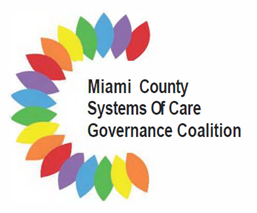 Miami County
Systems Of Care
Governance Coalition